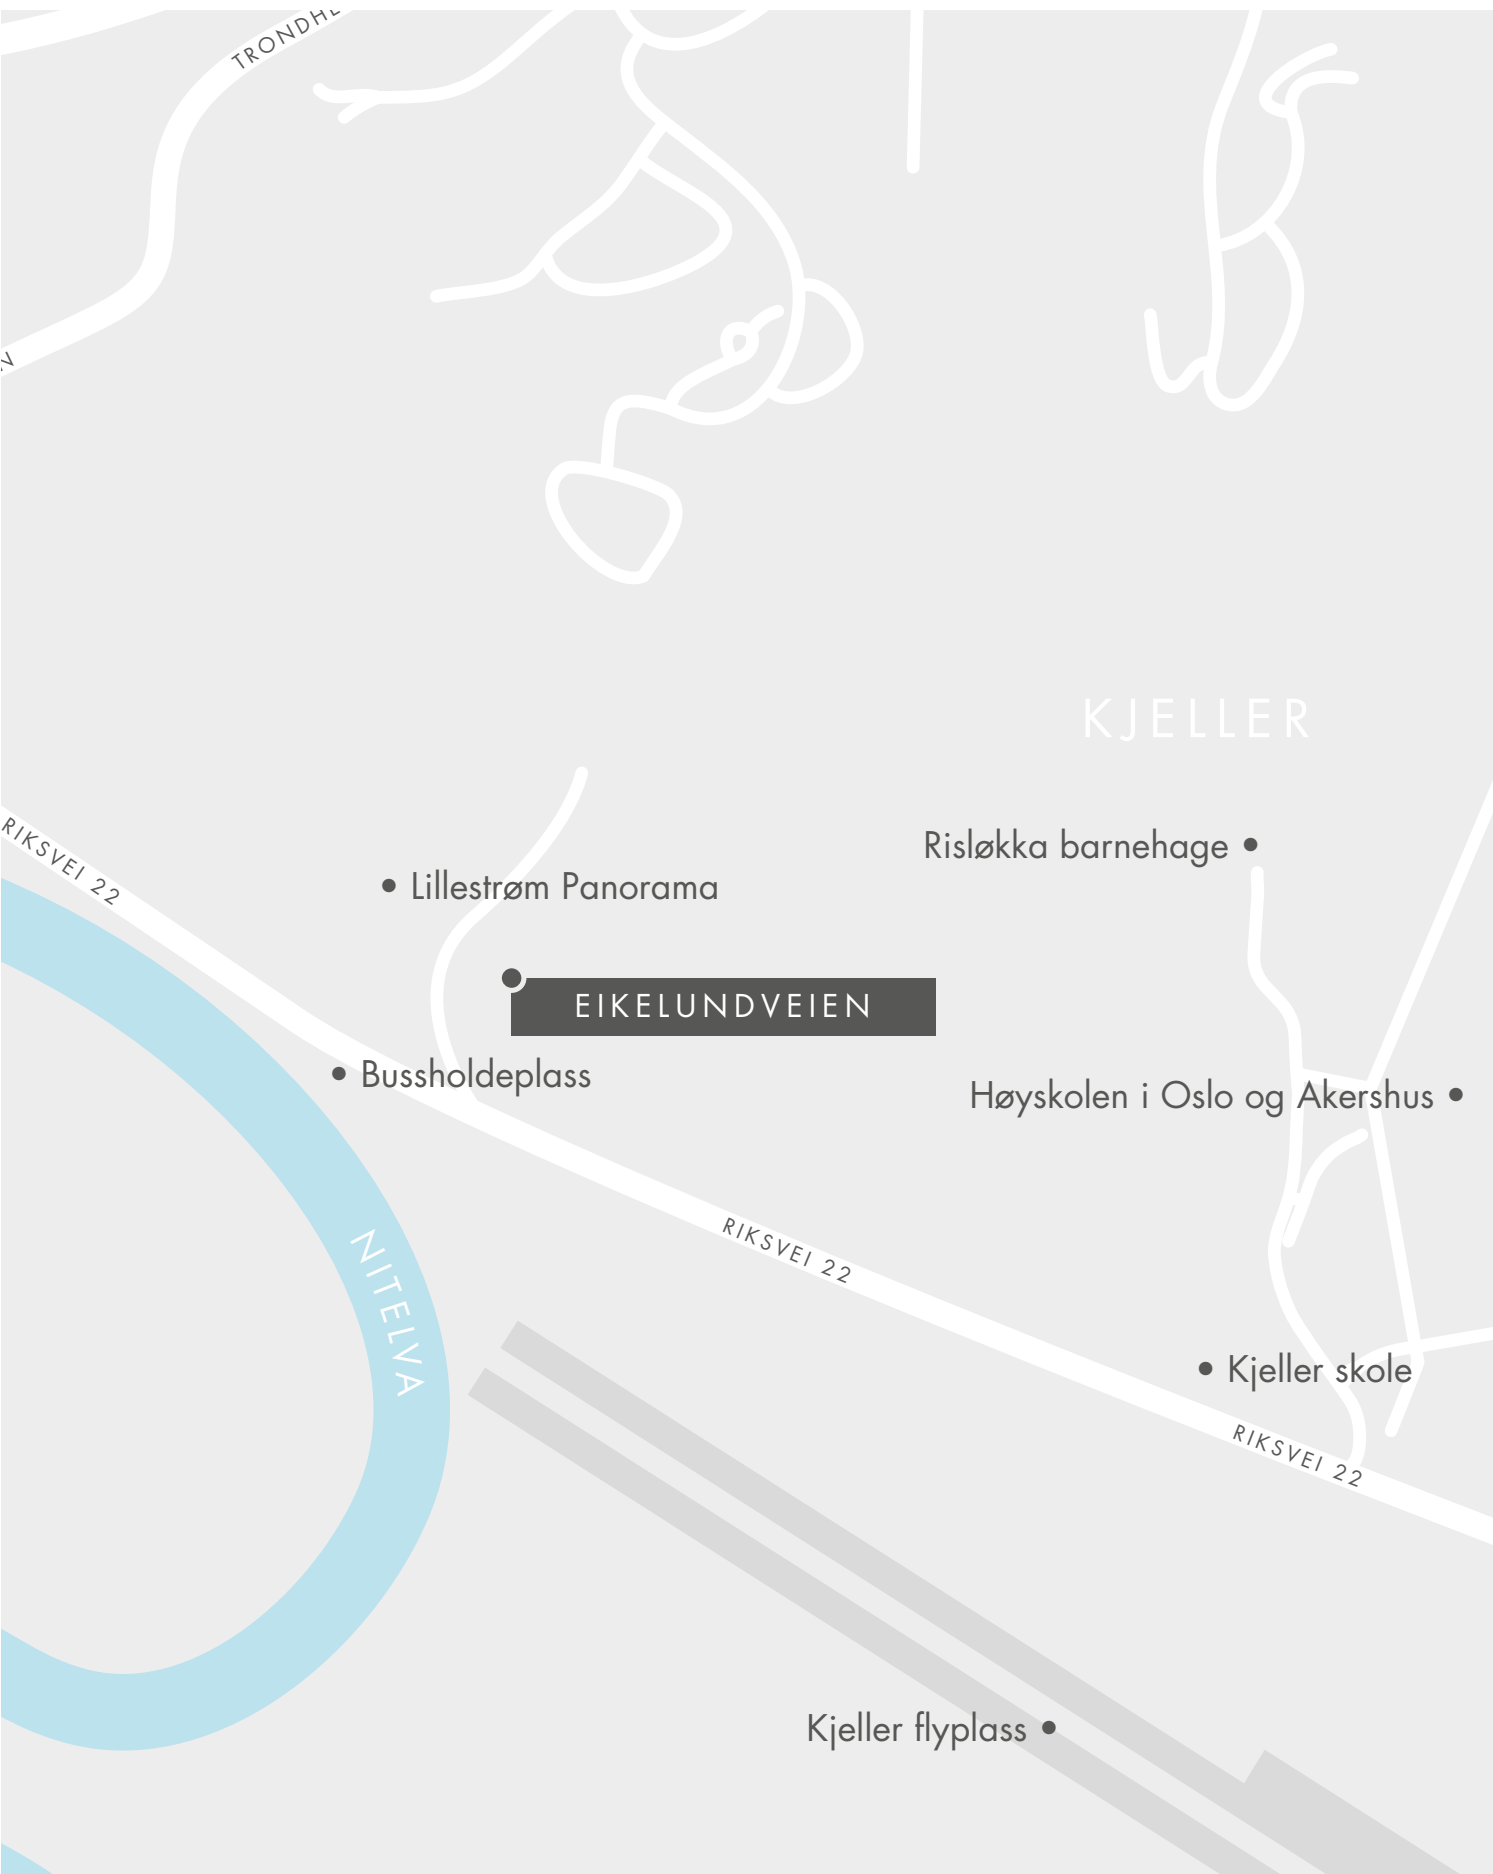 TRONDHE
N
KJELLER
RIKSVEI 22
Risløkka barnehage
Lillestrøm Panorama
EIKELUNDVEIEN
Bussholdeplass
Høyskolen i Oslo og Akershus
RIKSVEI 22
NITELVA
Kjeller skole
RIKSVEI 22
Kjeller flyplass